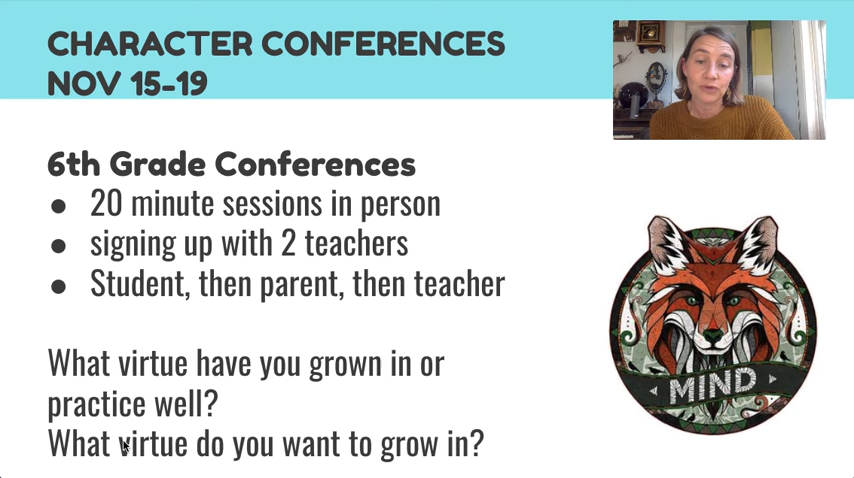 CHARACTER CONFERENCES
NOV 15-19
6th Grade Conferences
● 20 minute sessions in person
● signing up with 2 teachers
● Student, then parent, then teacher
What virtue have you grown in or
practice well?
What virtue do you want to grow in?
MIND